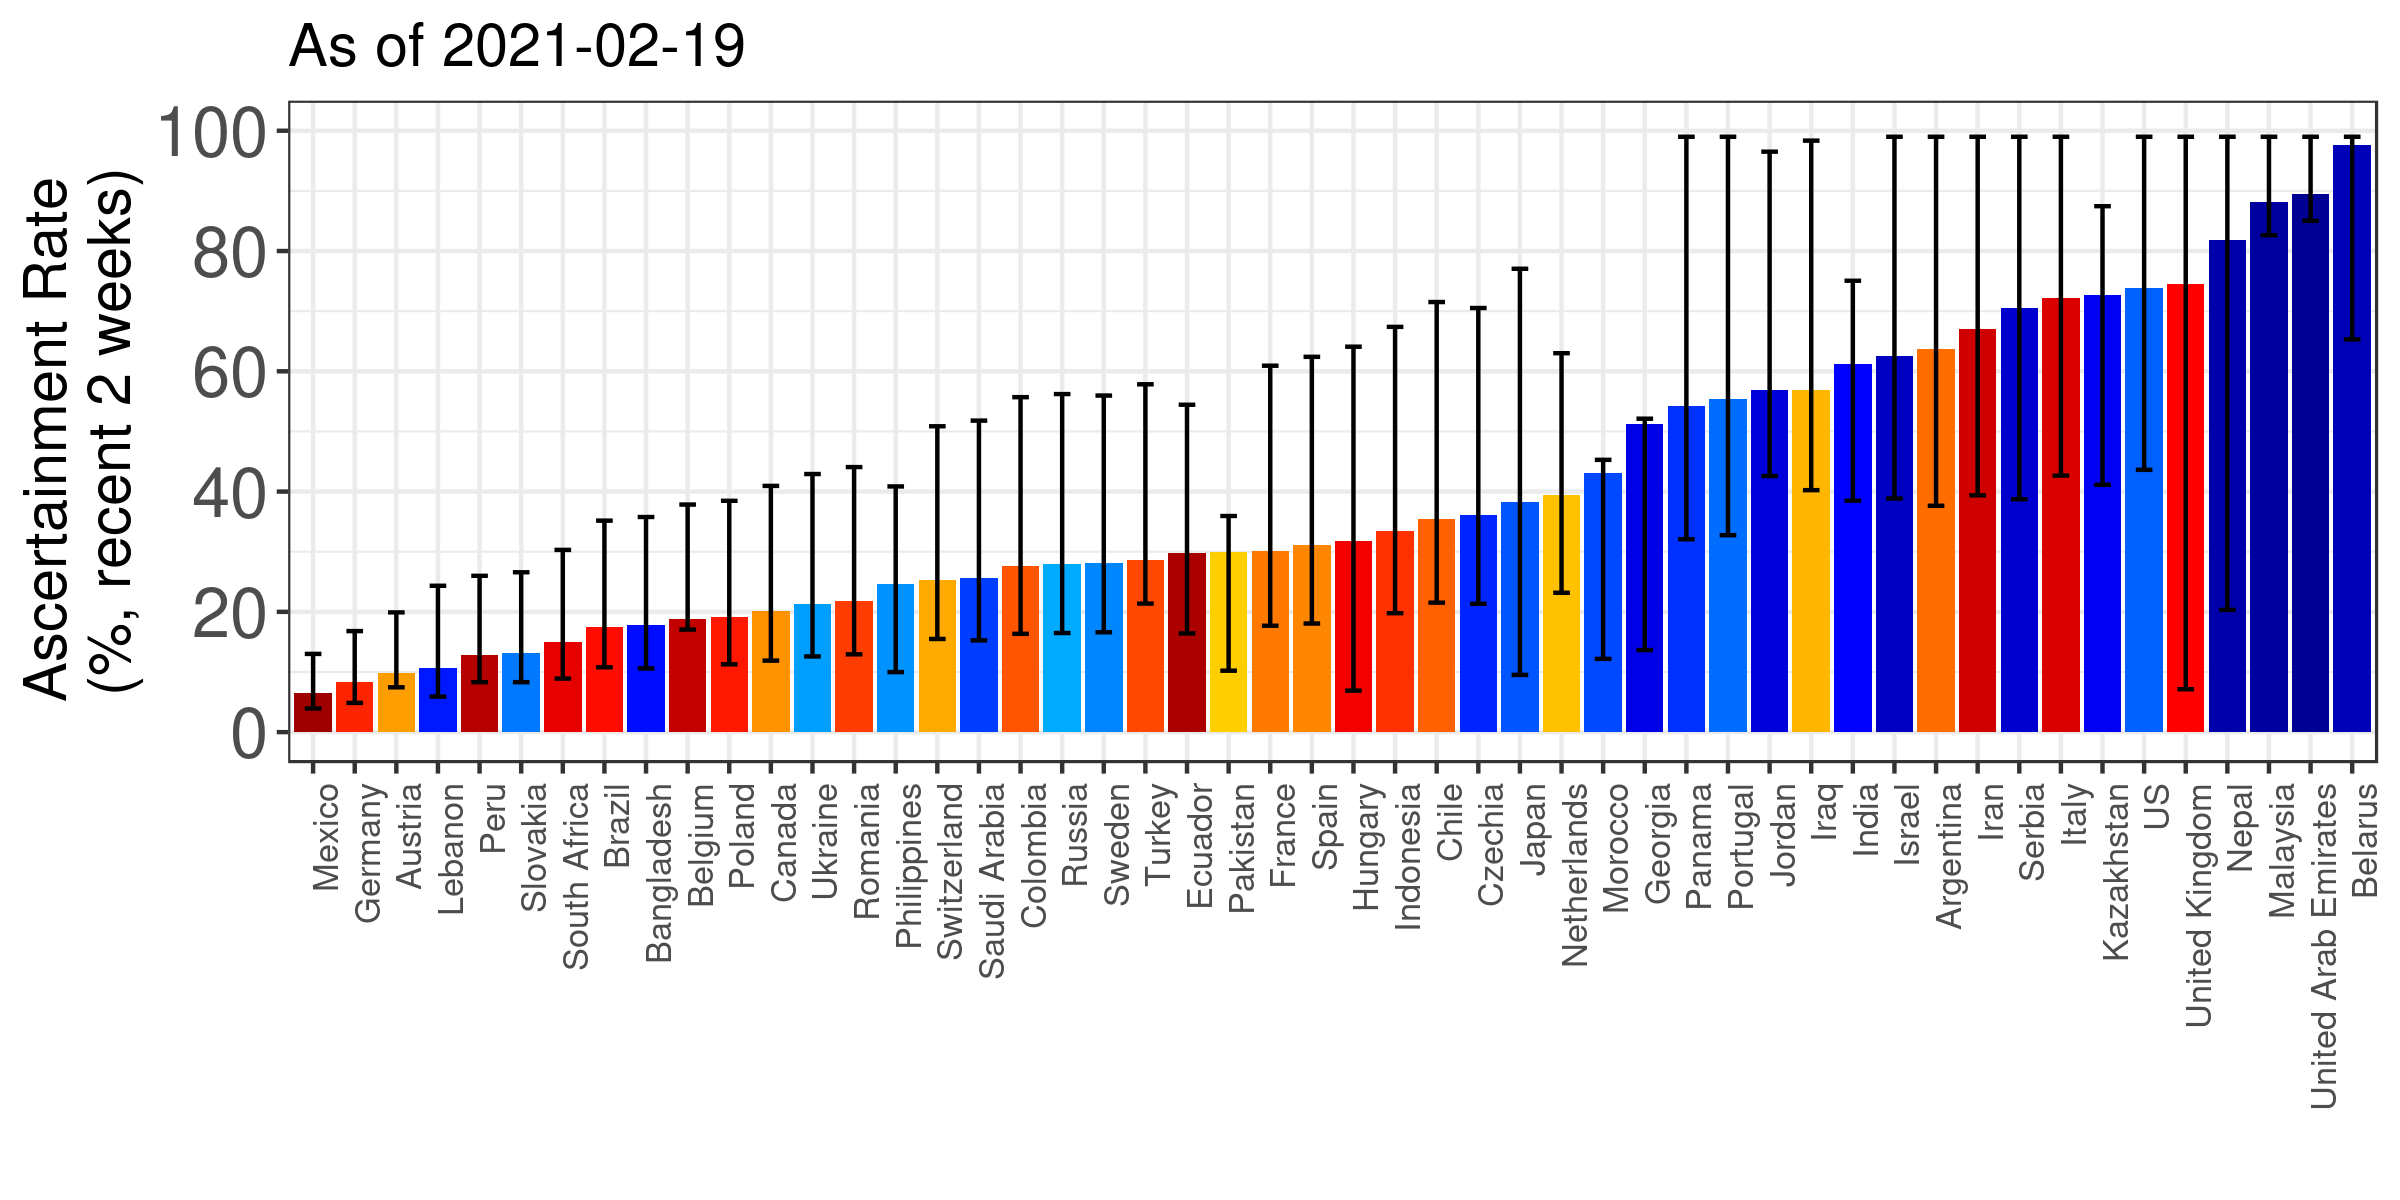 As of 2021-02-19
Ascertainment Rate
(%, recent 2 weeks)
100
80
60
40
20
0
Mexico
Germany
Austria
Lebanon
Peru
Slovakia
South Africa
Brazil
Bangladesh
Belgium
Poland
Canada
Ukraine
Romania
Philippines
Switzerland
Saudi Arabia
Colombia
Russia
Sweden
Turkey
Ecuador
Pakistan
France
Spain
Hungary
Indonesia
Chile
Czechia
Japan
Netherlands
Morocco
Georgia
Panama
Portugal
Jordan
Iraq
India
Israel
Argentina
Iran
Serbia
Italy
Kazakhstan
US
United Kingdom
Nepal
Malaysia
United Arab Emirates
Belarus